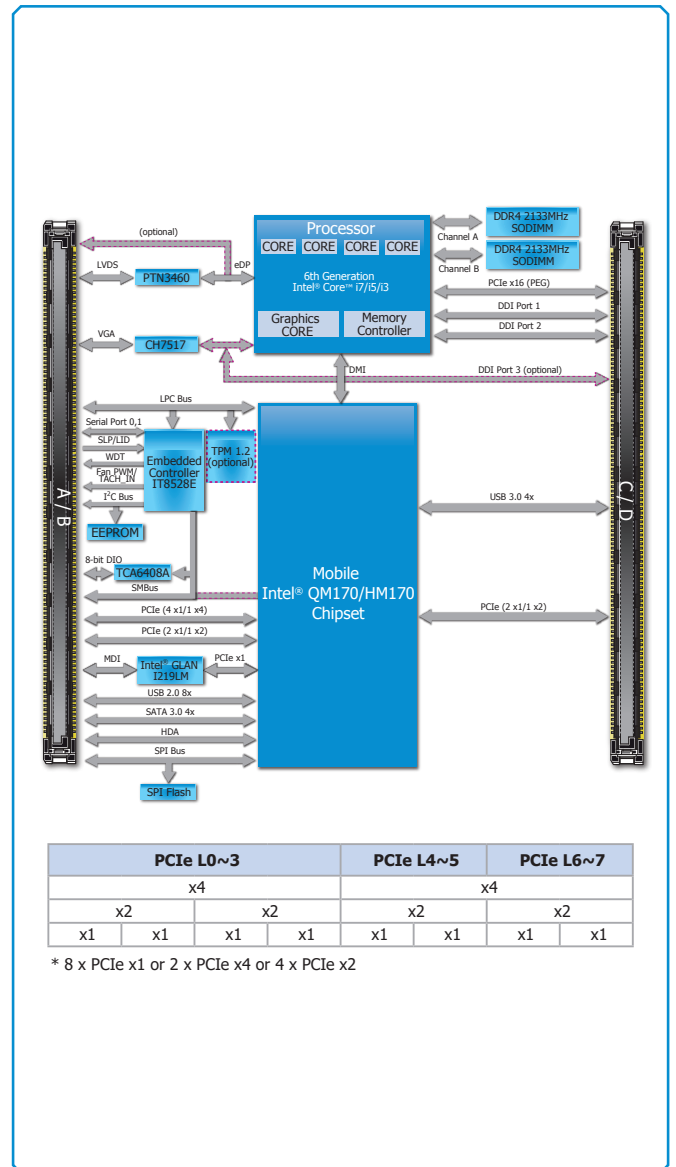 Processor
CORE CORE CORE CORE
6th Generation
Intel® Core™ i7/i5/i3
Graphics
CORE
Memory
Controller
DDR4 2133MHz
SODIMM
DDR4 2133MHz
SODIMM
Channel A
Channel B
PCIe x16 (PEG)
DDI Port 1
DDI Port 2
DDI Port 3 (optional)
DMI
(optional)
LVDS
PTN3460
eDP
VGA
CH7517
LPC Bus
Serial Port 0,1
SLP/LID
WDT
Fan PWM/
TACH_IN
I²C Bus
Embedded
Controller
IT8528E
TPM 1.2
(optional)
EEPROM
8-bit DIO
TCA6408A
SMBus
PCIe (4 x1/1 x4)
PCIe (2 x1/1 x2)
MDI
Intel® GLAN
I219LM
PCIe x1
USB 2.0 8x
SATA 3.0 4x
HDA
SPI Bus
SPI Flash
Mobile
Intel® QM170/HM170
Chipset
USB 3.0 4x
PCIe (2 x1/1 x2)
A / B
C / D
PCIe L0~3 PCIe L4~5 PCIe L6~7
x4 x4
x2 x2 x2 x2
x1 x1 x1 x1 x1 x1 x1 x1
* 8 x PCIe x1 or 2 x PCIe x4 or 4 x PCIe x2